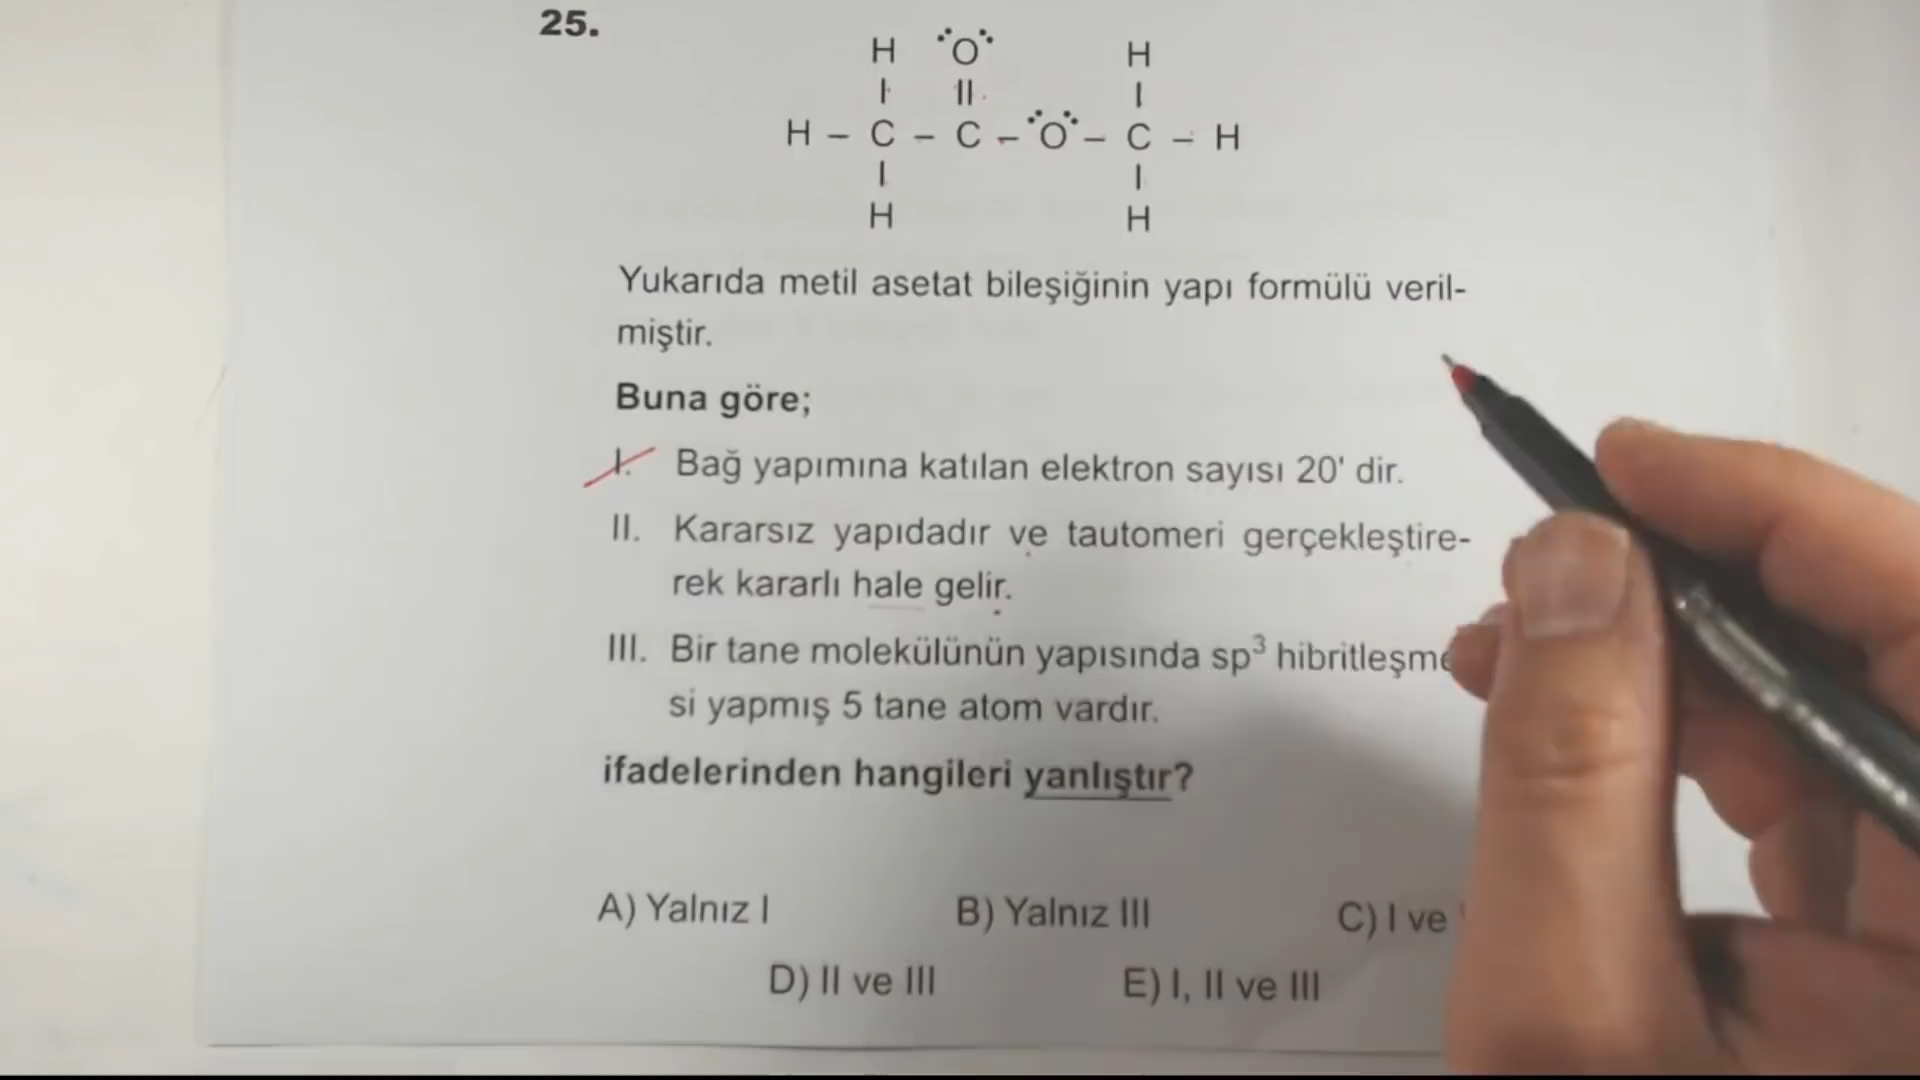 25.
H O H
H – C – C – O – C – H
H H
Yukarıda metil asetat bileşiğinin yapı formülü veril-
miştir.
Buna göre;
I. Bağ yapımına katılan elektron sayısı 20' dir.
II. Kararsız yapıdadır ve tautomeri gerçekleştire-
rek kararlı hale gelir.
III. Bir tane molekülünün yapısında sp³ hibritleşme
si yapmış 5 tane atom vardır.
ifadelerinden hangileri yanlıştır?
A) Yalnız I B) Yalnız III C) I ve
D) II ve III E) I, II ve III